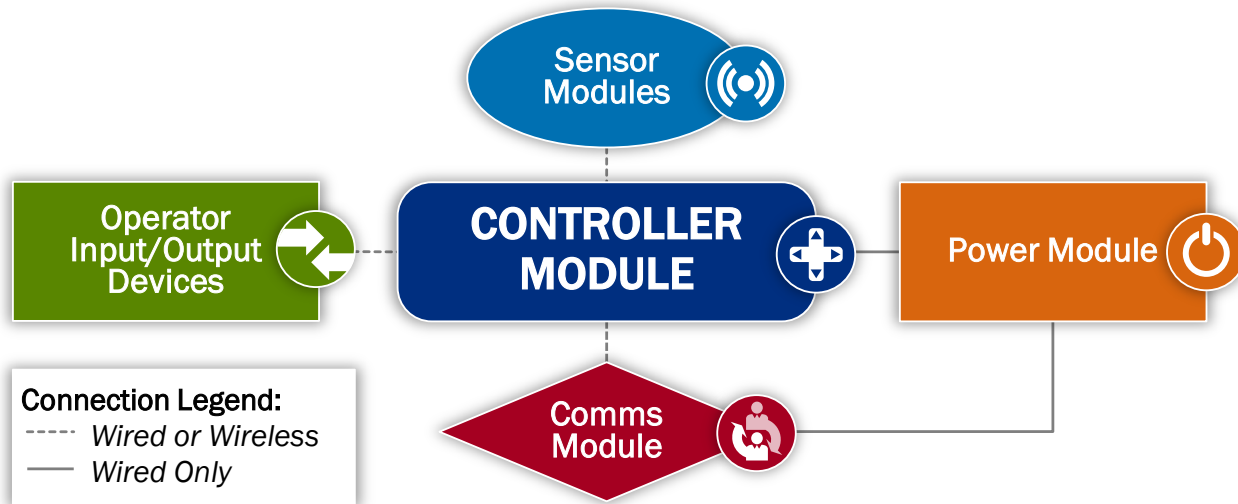 Sensor
Modules
Operator
Input/Output
Devices
CONTROLLER
MODULE
Power Module
Comms
Module
Connection Legend:
Wired or Wireless
Wired Only